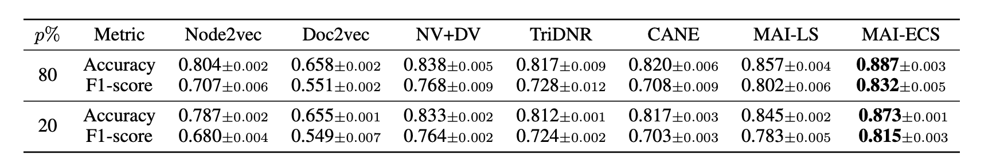 p% Metric Node2vec Doc2vec NV+DV TriDNR CANE MAI-LS MAI-ECS
80 Accuracy 0.804±0.002 0.658±0.002 0.838±0.005 0.817±0.009 0.820±0.006 0.857±0.004 0.887±0.003
F1-score 0.707±0.006 0.551±0.002 0.768±0.009 0.728±0.012 0.708±0.009 0.802±0.006 0.832±0.005
20 Accuracy 0.787±0.002 0.655±0.001 0.833±0.002 0.812±0.001 0.817±0.003 0.845±0.002 0.873±0.001
F1-score 0.680±0.004 0.549±0.007 0.764±0.002 0.724±0.002 0.703±0.003 0.783±0.005 0.815±0.003